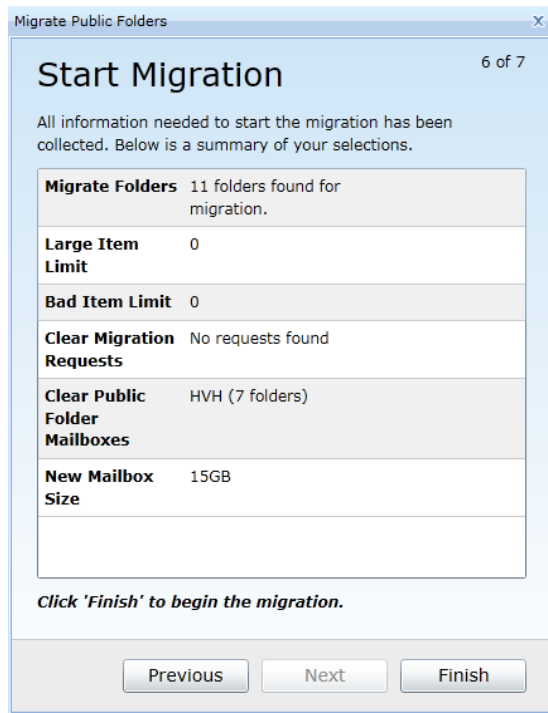 Migrate Public Folders
x
Start Migration
6 of 7
All information needed to start the migration has been
collected. Below is a summary of your selections.
Migrate Folders 11 folders found for
migration.
Large Item 0
Limit
Bad Item Limit 0
Clear Migration No requests found
Requests
Clear Public HVH (7 folders)
Folder
Mailboxes
New Mailbox 15GB
Size
Click 'Finish' to begin the migration.
Previous Next Finish